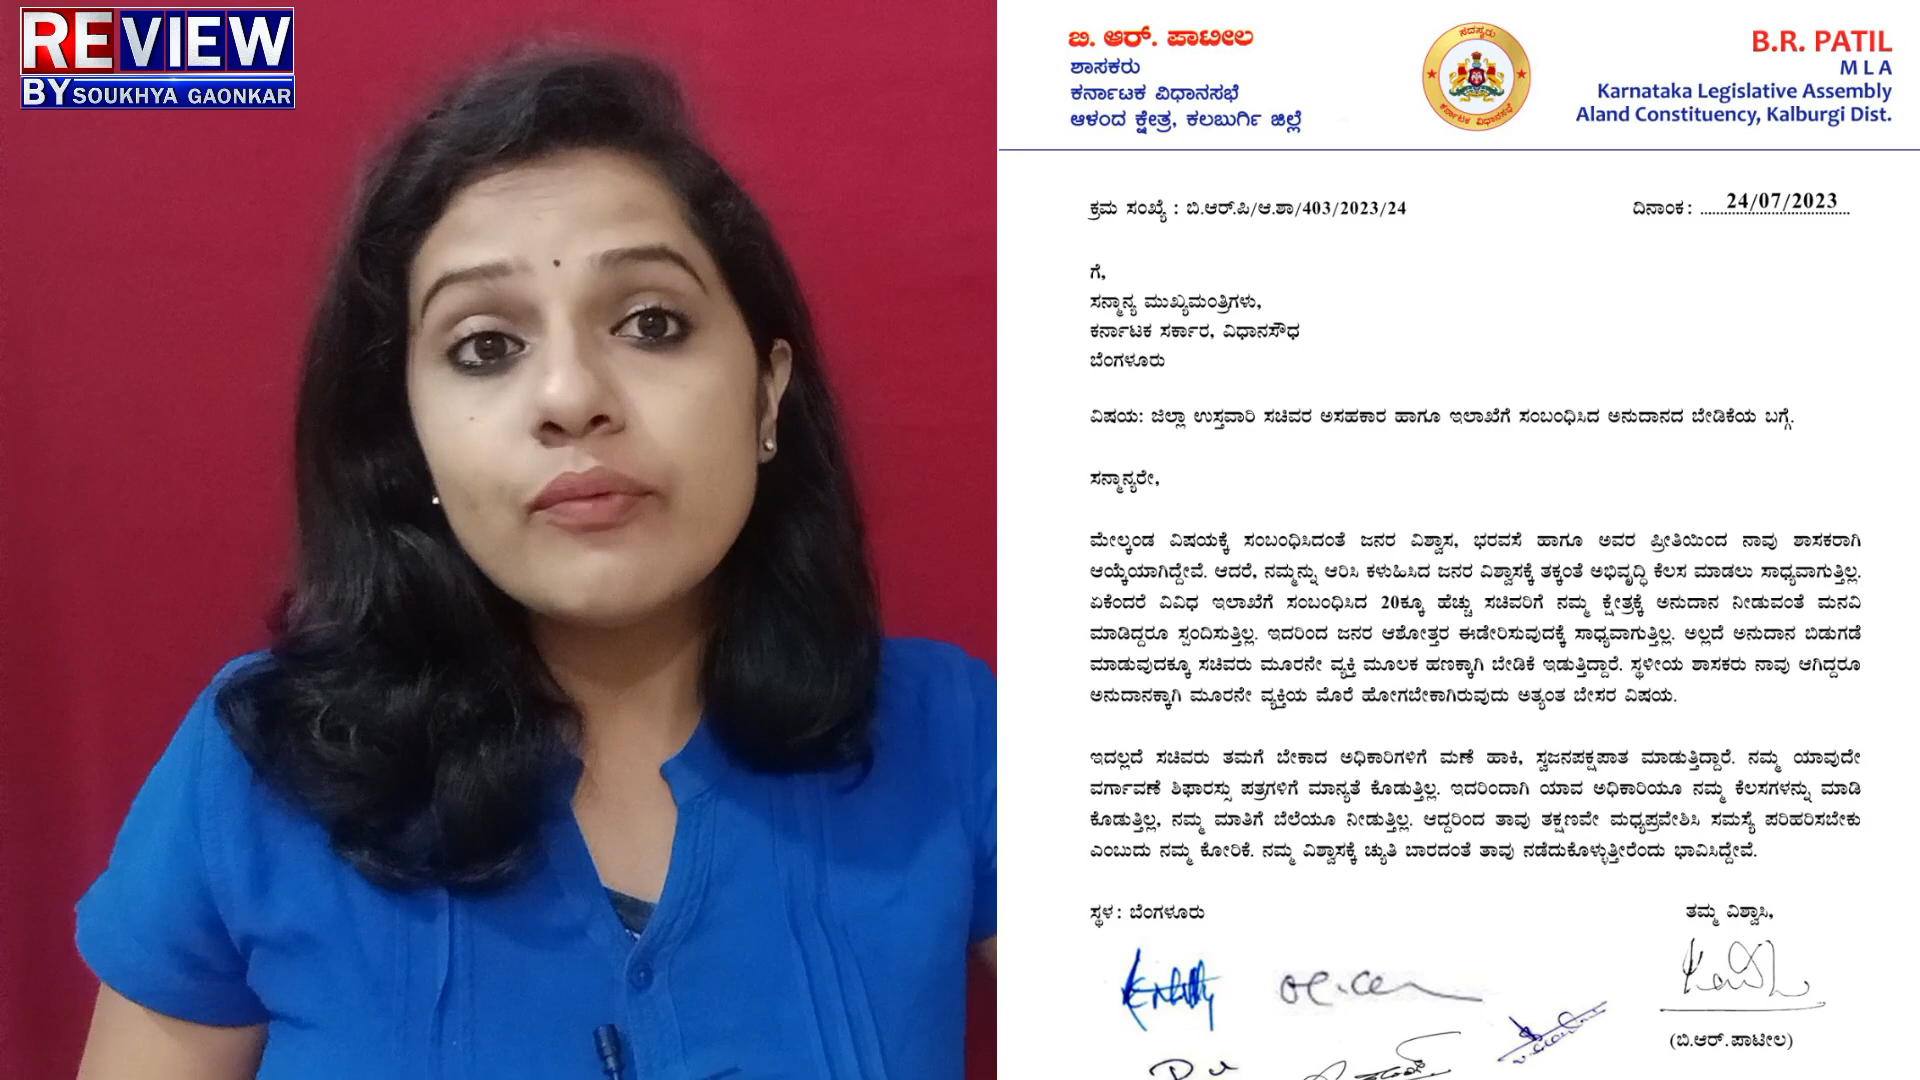 REVIEW
BY SOUKHYA GAONKAR
ಬಿ. ಆರ್. ಪಾಟೀಲ
ಶಾಸಕರು
ಕರ್ನಾಟಕ ವಿಧಾನಸಭೆ
ಆಳಂದ ಕ್ಷೇತ್ರ, ಕಲಬುರ್ಗಿ ಜಿಲ್ಲೆ
ಸದಸ್ಯರು
ಕರ್ನಾಟಕ ವಿಧಾನಸಭೆ
B.R. PATIL
M L A
Karnataka Legislative Assembly
Aland Constituency, Kalburgi Dist.
ಕ್ರಮ ಸಂಖ್ಯೆ : ಬಿ.ಆರ್.ಪಿ/ಆ.ಶಾ/403/2023/24
ದಿನಾಂಕ: 24/07/2023
ಗೆ,
ಸನ್ಮಾನ್ಯ ಮುಖ್ಯಮಂತ್ರಿಗಳು,
ಕರ್ನಾಟಕ ಸರ್ಕಾರ, ವಿಧಾನಸೌಧ
ಬೆಂಗಳೂರು
ವಿಷಯ: ಜಿಲ್ಲಾ ಉಸ್ತವಾರಿ ಸಚಿವರ ಅಸಹಕಾರ ಹಾಗೂ ಇಲಾಖೆಗೆ ಸಂಬಂಧಿಸಿದ ಅನುದಾನದ ಬೇಡಿಕೆಯ ಬಗ್ಗೆ.
ಸನ್ಮಾನ್ಯರೇ,
ಮೇಲ್ಕಂಡ ವಿಷಯಕ್ಕೆ ಸಂಬಂಧಿಸಿದಂತೆ ಜನರ ವಿಶ್ವಾಸ, ಭರವಸೆ ಹಾಗೂ ಅವರ ಪ್ರೀತಿಯಿಂದ ನಾವು ಶಾಸಕರಾಗಿ
ಆಯ್ಕೆಯಾಗಿದ್ದೇವೆ. ಆದರೆ, ನಮ್ಮನ್ನು ಆರಿಸಿ ಕಳುಹಿಸಿದ ಜನರ ವಿಶ್ವಾಸಕ್ಕೆ ತಕ್ಕಂತೆ ಅಭಿವೃದ್ಧಿ ಕೆಲಸ ಮಾಡಲು ಸಾಧ್ಯವಾಗುತ್ತಿಲ್ಲ.
ಏಕೆಂದರೆ ವಿವಿಧ ಇಲಾಖೆಗೆ ಸಂಬಂಧಿಸಿದ 20ಕ್ಕೂ ಹೆಚ್ಚು ಸಚಿವರಿಗೆ ನಮ್ಮ ಕ್ಷೇತ್ರಕ್ಕೆ ಅನುದಾನ ನೀಡುವಂತೆ ಮನವಿ
ಮಾಡಿದ್ದರೂ ಸ್ಪಂದಿಸುತ್ತಿಲ್ಲ. ಇದರಿಂದ ಜನರ ಆಶೋತ್ತರ ಈಡೇರಿಸುವುದಕ್ಕೆ ಸಾಧ್ಯವಾಗುತ್ತಿಲ್ಲ. ಅಲ್ಲದೆ ಅನುದಾನ ಬಿಡುಗಡೆ
ಮಾಡುವುದಕ್ಕೂ ಸಚಿವರು ಮೂರನೇ ವ್ಯಕ್ತಿ ಮೂಲಕ ಹಣಕ್ಕಾಗಿ ಬೇಡಿಕೆ ಇಡುತ್ತಿದ್ದಾರೆ. ಸ್ಥಳೀಯ ಶಾಸಕರು ನಾವು ಆಗಿದ್ದರೂ
ಅನುದಾನಕ್ಕಾಗಿ ಮೂರನೇ ವ್ಯಕ್ತಿಯ ಮೊರೆ ಹೋಗಬೇಕಾಗಿರುವುದು ಅತ್ಯಂತ ಬೇಸರ ವಿಷಯ.
ಇದಲ್ಲದೆ ಸಚಿವರು ತಮಗೆ ಬೇಕಾದ ಅಧಿಕಾರಿಗಳಿಗೆ ಮಣೆ ಹಾಕಿ, ಸ್ವಜನಪಕ್ಷಪಾತ ಮಾಡುತ್ತಿದ್ದಾರೆ. ನಮ್ಮ ಯಾವುದೇ
ವರ್ಗಾವಣೆ ಶಿಫಾರಸ್ಸು ಪತ್ರಗಳಿಗೆ ಮಾನ್ಯತೆ ಕೊಡುತ್ತಿಲ್ಲ. ಇದರಿಂದಾಗಿ ಯಾವ ಅಧಿಕಾರಿಯೂ ನಮ್ಮ ಕೆಲಸಗಳನ್ನು ಮಾಡಿ
ಕೊಡುತ್ತಿಲ್ಲ, ನಮ್ಮ ಮಾತಿಗೆ ಬೆಲೆಯೂ ನೀಡುತ್ತಿಲ್ಲ. ಆದ್ದರಿಂದ ತಾವು ತಕ್ಷಣವೇ ಮಧ್ಯಪ್ರವೇಶಿಸಿ ಸಮಸ್ಯೆ ಪರಿಹರಿಸಬೇಕು
ಎಂಬುದು ನಮ್ಮ ಕೋರಿಕೆ. ನಮ್ಮ ವಿಶ್ವಾಸಕ್ಕೆ ಚ್ಯುತಿ ಬಾರದಂತೆ ತಾವು ನಡೆದುಕೊಳ್ಳುತ್ತೀರೆಂದು ಭಾವಿಸಿದ್ದೇವೆ.
ಸ್ಥಳ: ಬೆಂಗಳೂರು
ತಮ್ಮ ವಿಶ್ವಾಸಿ,
(ಬಿ.ಆರ್.ಪಾಟೀಲ)